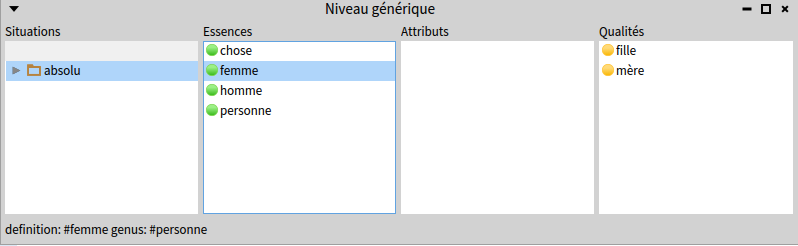 Niveau générique
Situations Essences Attributs Qualités
chose fille
absolu femme mère
homme
personne
definition: #femme genus: #personne